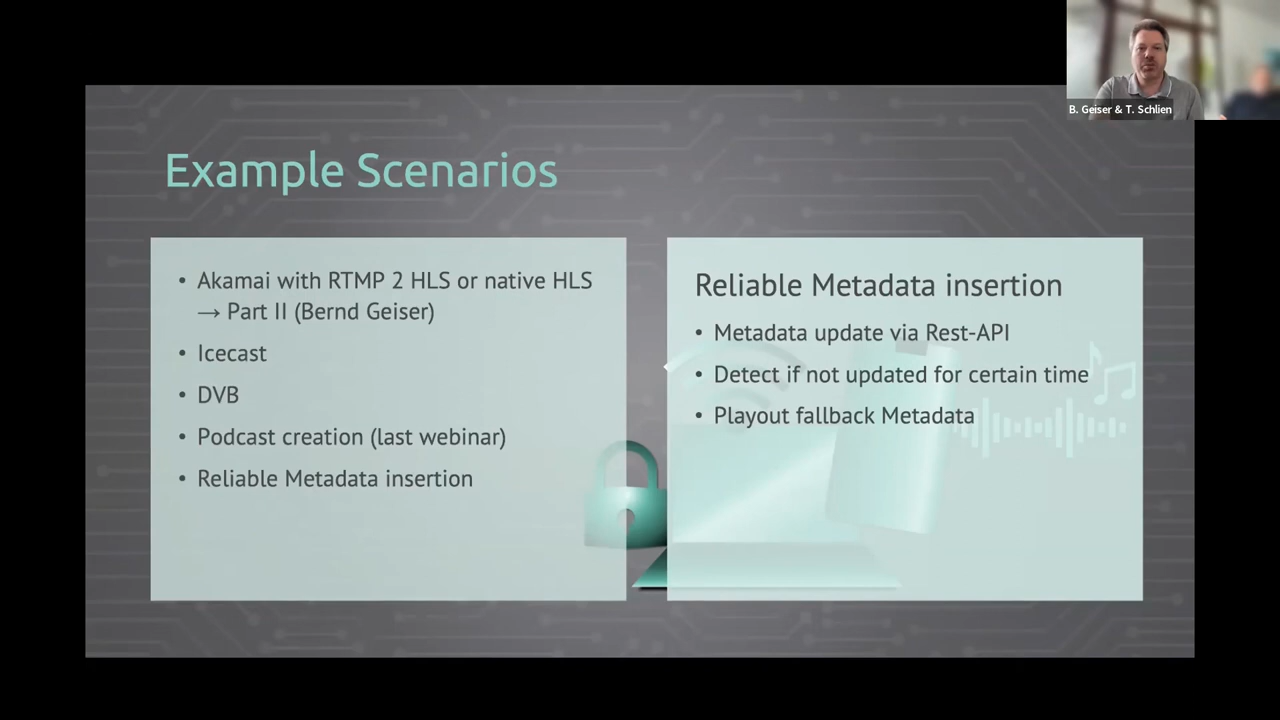 B. Geiser & T. Schlien
Example Scenarios
• Akamai with RTMP 2 HLS or native HLS
→ Part II (Bernd Geiser)
• Icecast
• DVB
• Podcast creation (last webinar)
• Reliable Metadata insertion
Reliable Metadada insertion
• Metadata update via Rest-API
• Detect if not updated for certain time
• Playout fallback Metadata